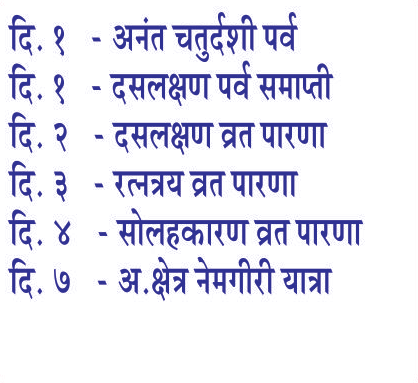 दि. १ - अनंत चतुर्दशी पर्व
दि. १ - दसलक्षण पर्व समाप्ती
दि. २ - दसलक्षण व्रत पारणा
दि. ३ - रत्नत्रय व्रत पारणा
दि. ४ - सोलहकारण व्रत पारणा
दि. ७ - अ.क्षेत्र नेमगीरी यात्रा